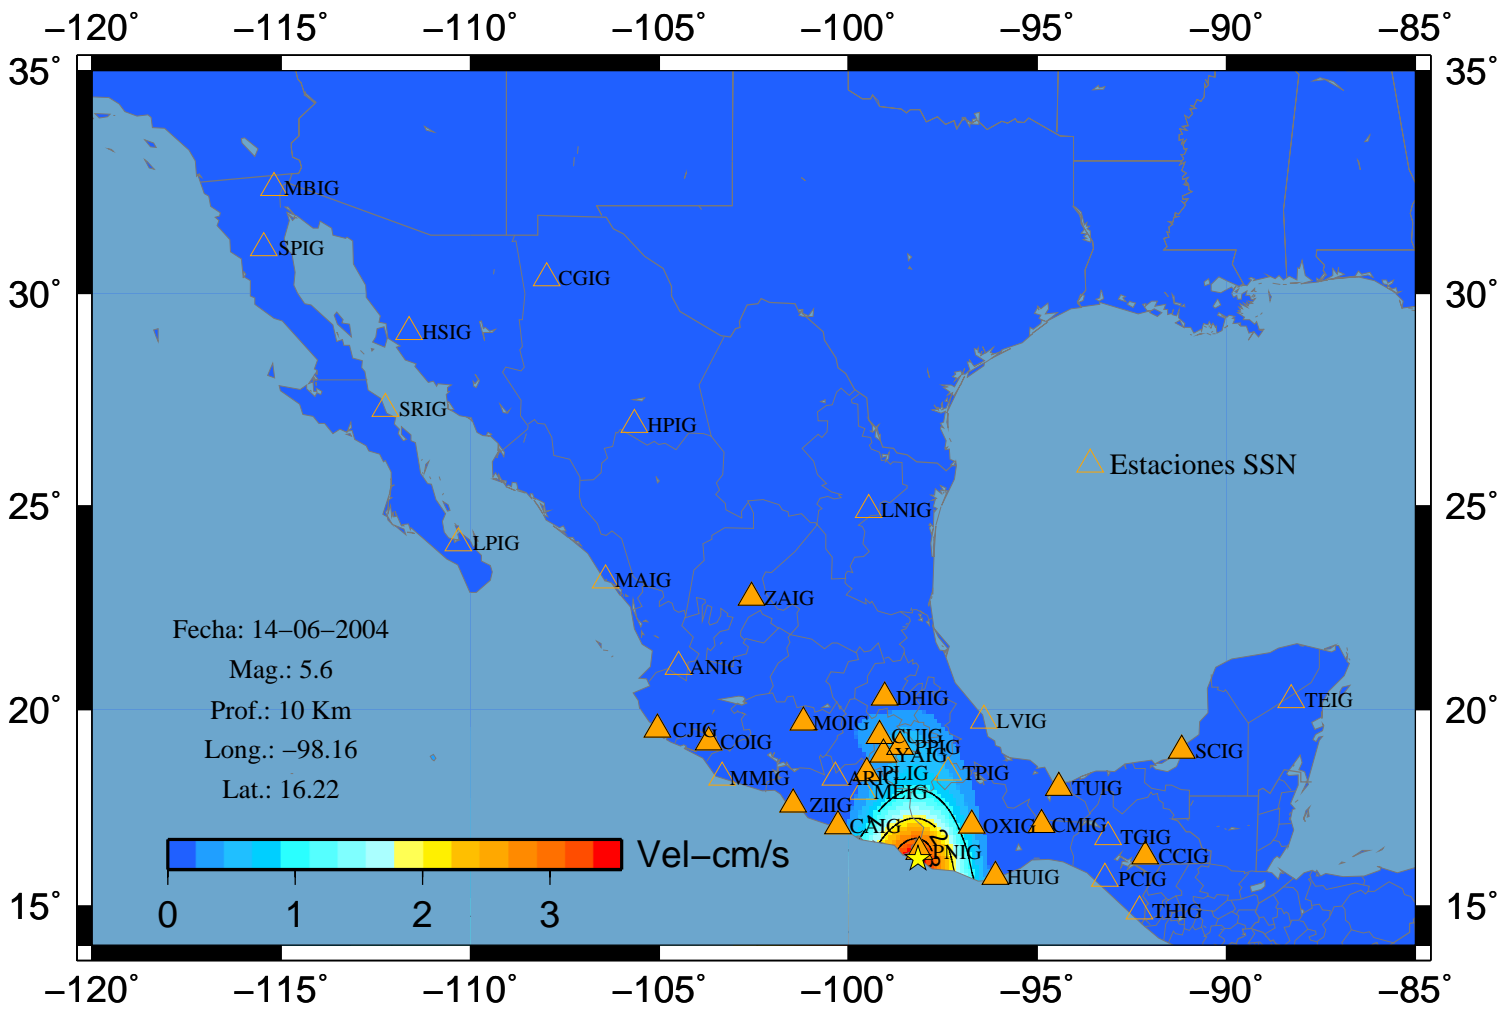 −120° −115° −110° −105° −100° −95° −90° −85°
35° 35°
MBIG
SPIG
CGIG
30° 30°
HSIG
SRIG
HPIG
Estaciones SSN
25° LNIG 25°
LPIG
MAIG
ZAIG
Fecha: 14−06−2004
Mag.: 5.6
ANIG
DHIG
TEIG
Prof.: 10 Km
20° 20°
MOIG
LVIG
CJIG
COIG
CUIG
PPIG
YAIG
SCIG
Long.: −98.16
MMIG
ARIG
PLIG
TPIG
Lat.: 16.22
MEIG
TUIG
ZIIG
CAIG
OXIG
CMIG
TGIG
2
Vel−cm/s
PNIG
CCIG
HUIG
PCIG
THIG
0 1 2 3
15° 15°
−120° −115° −110° −105° −100° −95° −90° −85°